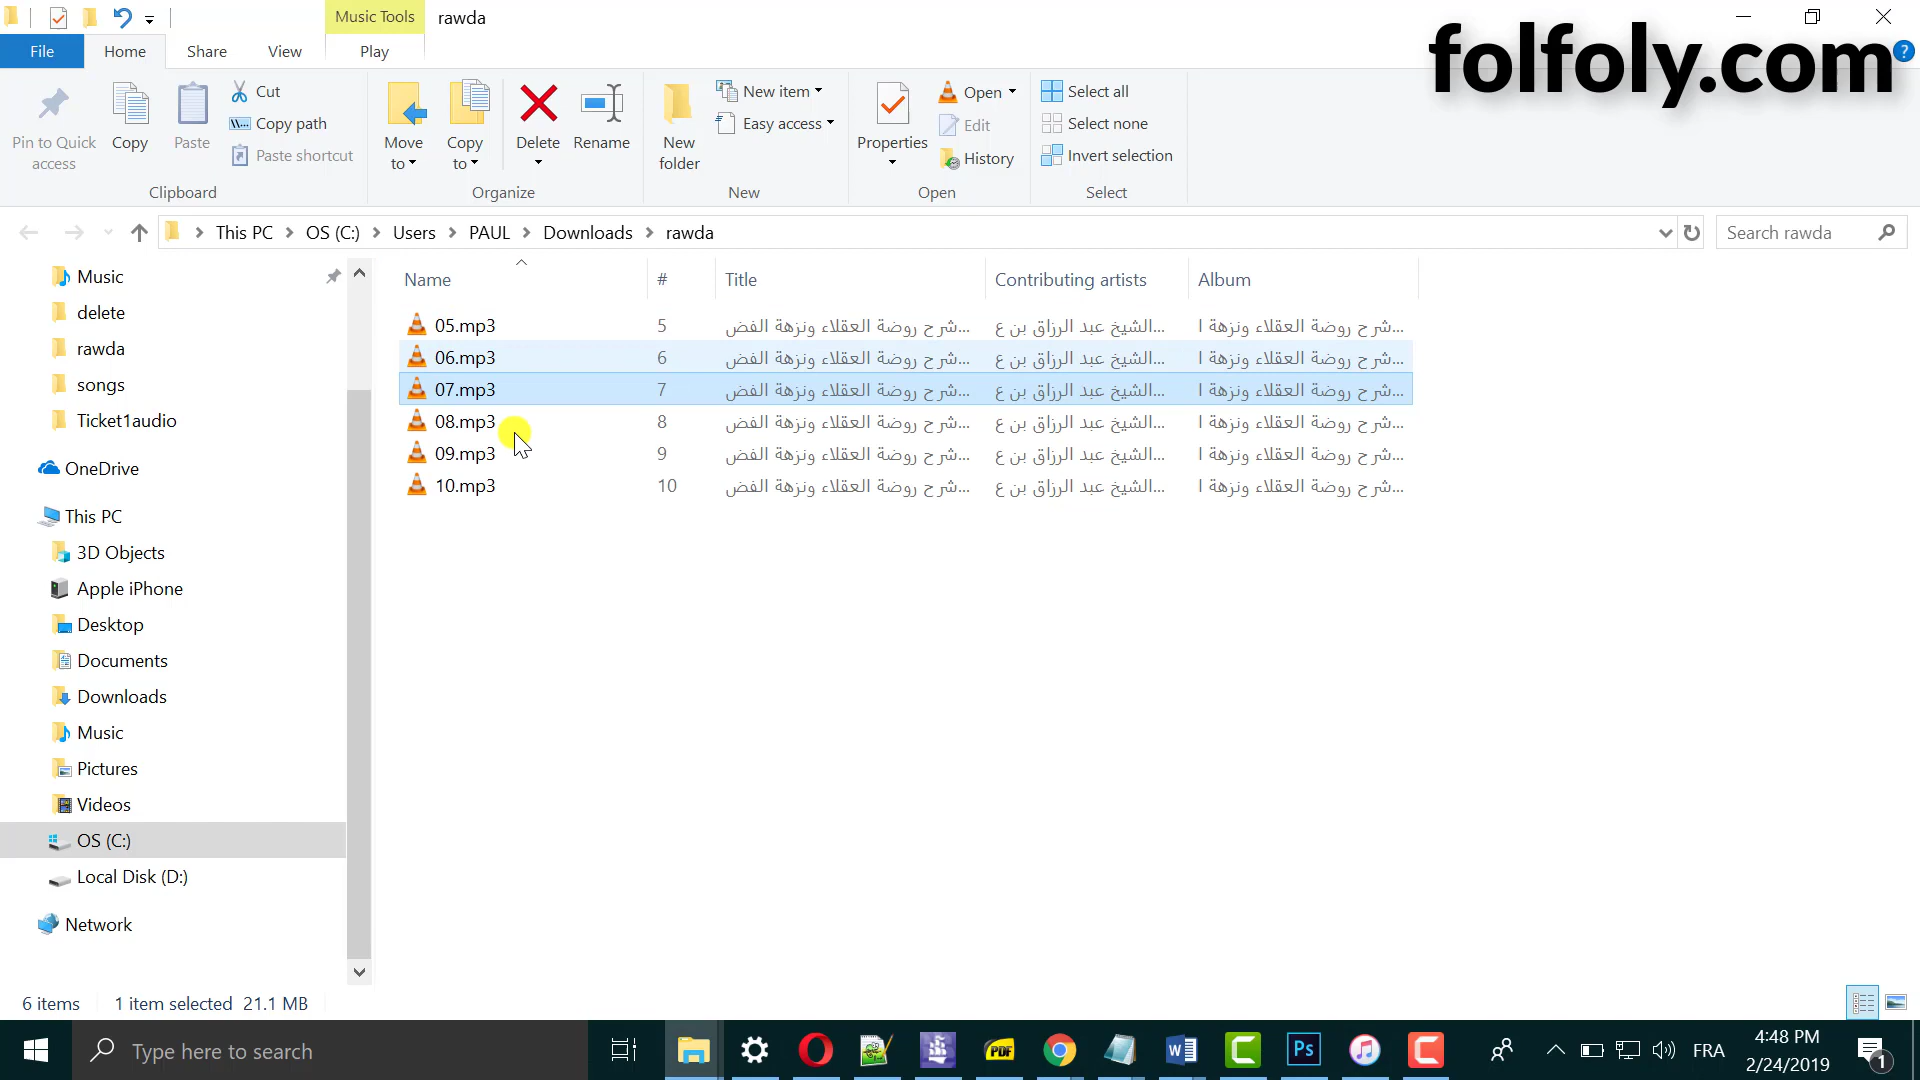 Music Tools
rawda
folfoly.com
File
Home
Share
View
Play
Pin to Quick access
Copy
Paste
Cut
Copy path
Paste shortcut
Clipboard
Move to
Copy to
Delete
Rename
Organize
New folder
New item
Easy access
New
Properties
Open
Edit
History
Open
Select all
Select none
Invert selection
Select
This PC
OS (C:)
Users
PAUL
Downloads
rawda
Search rawda
Music
delete
rawda
songs
Ticket1audio
OneDrive
This PC
3D Objects
Apple iPhone
Desktop
Documents
Downloads
Music
Pictures
Videos
OS (C:)
Local Disk (D:)
Network
Name # Title Contributing artists Album
05.mp3 5 شرح روضة العقلاء ونزهة الفض... الشيخ عبد الرزاق بن ع... شرح روضة العقلاء ونزهة ا...
06.mp3 6 شرح روضة العقلاء ونزهة الفض... الشيخ عبد الرزاق بن ع... شرح روضة العقلاء ونزهة ا...
07.mp3 7 شرح روضة العقلاء ونزهة الفض... الشيخ عبد الرزاق بن ع... شرح روضة العقلاء ونزهة ا...
08.mp3 8 شرح روضة العقلاء ونزهة الفض... الشيخ عبد الرزاق بن ع... شرح روضة العقلاء ونزهة ا...
09.mp3 9 شرح روضة العقلاء ونزهة الفض... الشيخ عبد الرزاق بن ع... شرح روضة العقلاء ونزهة ا...
10.mp3 10 شرح روضة العقلاء ونزهة الفض... الشيخ عبد الرزاق بن ع... شرح روضة العقلاء ونزهة ا...
6 items 1 item selected 21.1 MB
Type here to search
PDF
W
Ps
FRA
4:48 PM
2/24/2019
1